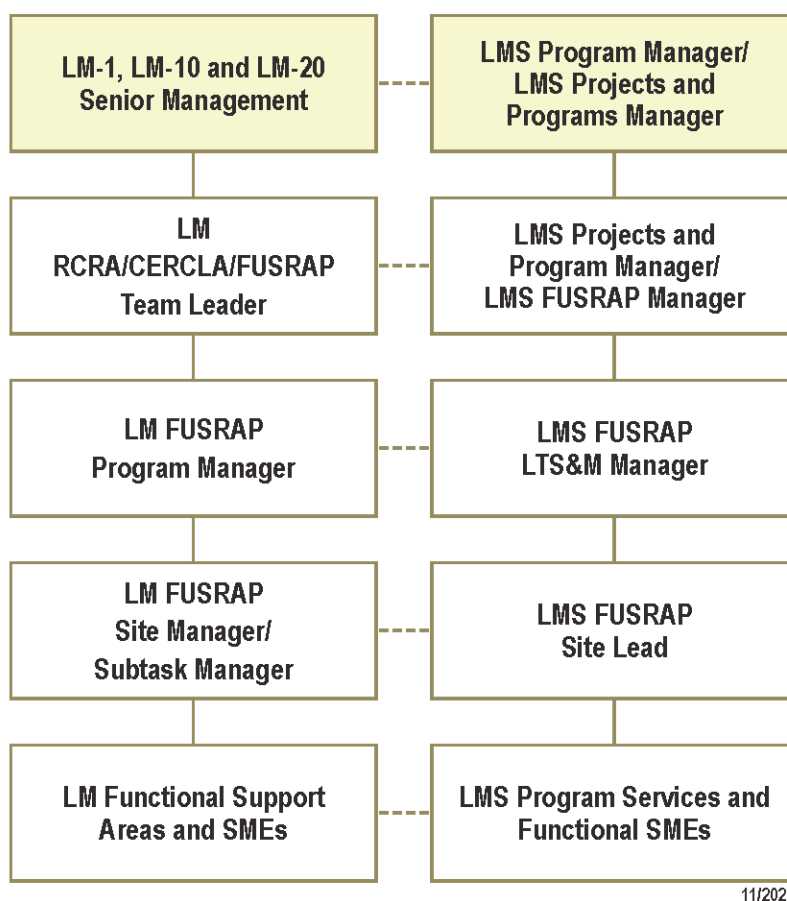 LM-1, LM-10 and LM-20
Senior Management
LMS Program Manager/
LMS Projects and
Programs Manager
LM
RCRA/CERCLA/FUSRAP
Team Leader
LMS Projects and
Program Manager/
LMS FUSRAP Manager
LM FUSRAP
Program Manager
LMS FUSRAP
LTS&M Manager
LM FUSRAP
Site Manager/
Subtask Manager
LMS FUSRAP
Site Lead
LM Functional Support
Areas and SMEs
LMS Program Services and
Functional SMEs
11/202